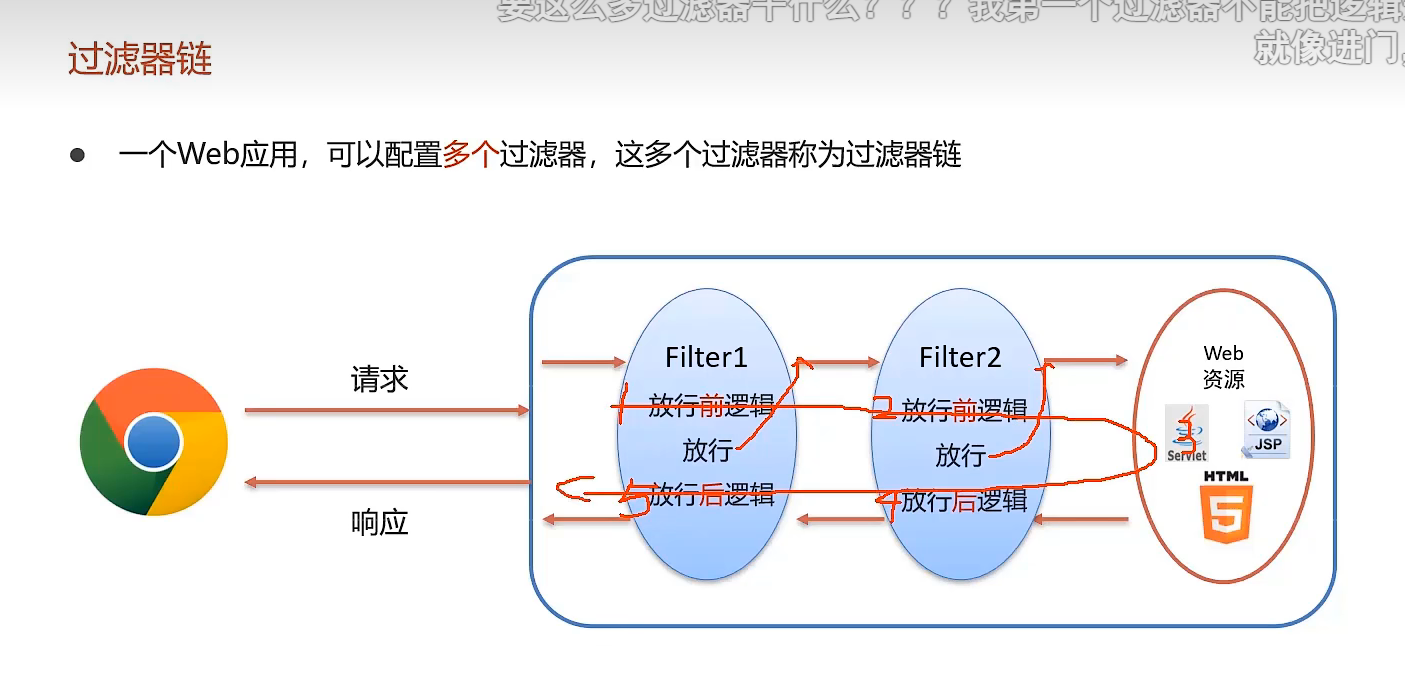 要这么多过滤器干什么？？？我第一个过滤器不能把逻辑
就像进门，
过滤器链
● 一个Web应用，可以配置多个过滤器，这多个过滤器称为过滤器链
请求
响应
Filter1
1 放行前逻辑
放行
5 放行后逻辑
Filter2
2 放行前逻辑
放行
4 放行后逻辑
Web
资源
3
Servlet
JSP
HTML
5